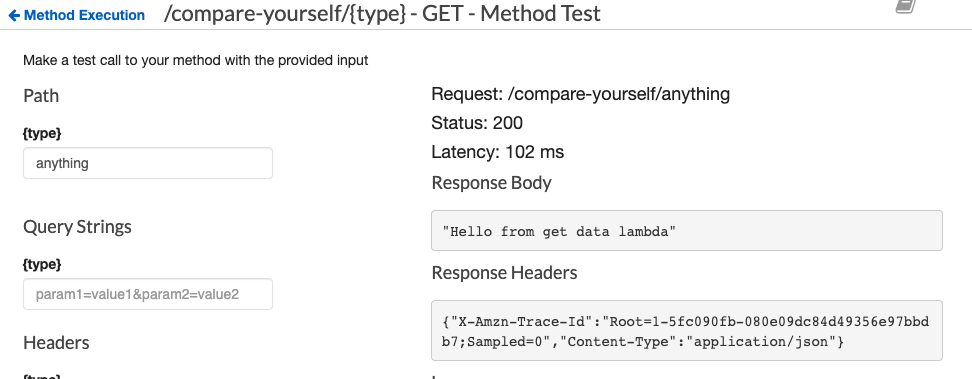 ← Method Execution /compare-yourself/{type} - GET - Method Test
Make a test call to your method with the provided input
Path
{type}
anything
Query Strings
{type}
param1=value1&param2=value2
Headers
{type}
Request: /compare-yourself/anything
Status: 200
Latency: 102 ms
Response Body
"Hello from get data lambda"
Response Headers
{"X-Amzn-Trace-Id":"Root=1-5fc090fb-080e09dc84d49356e97bbd
b7;Sampled=0","Content-Type":"application/json"}